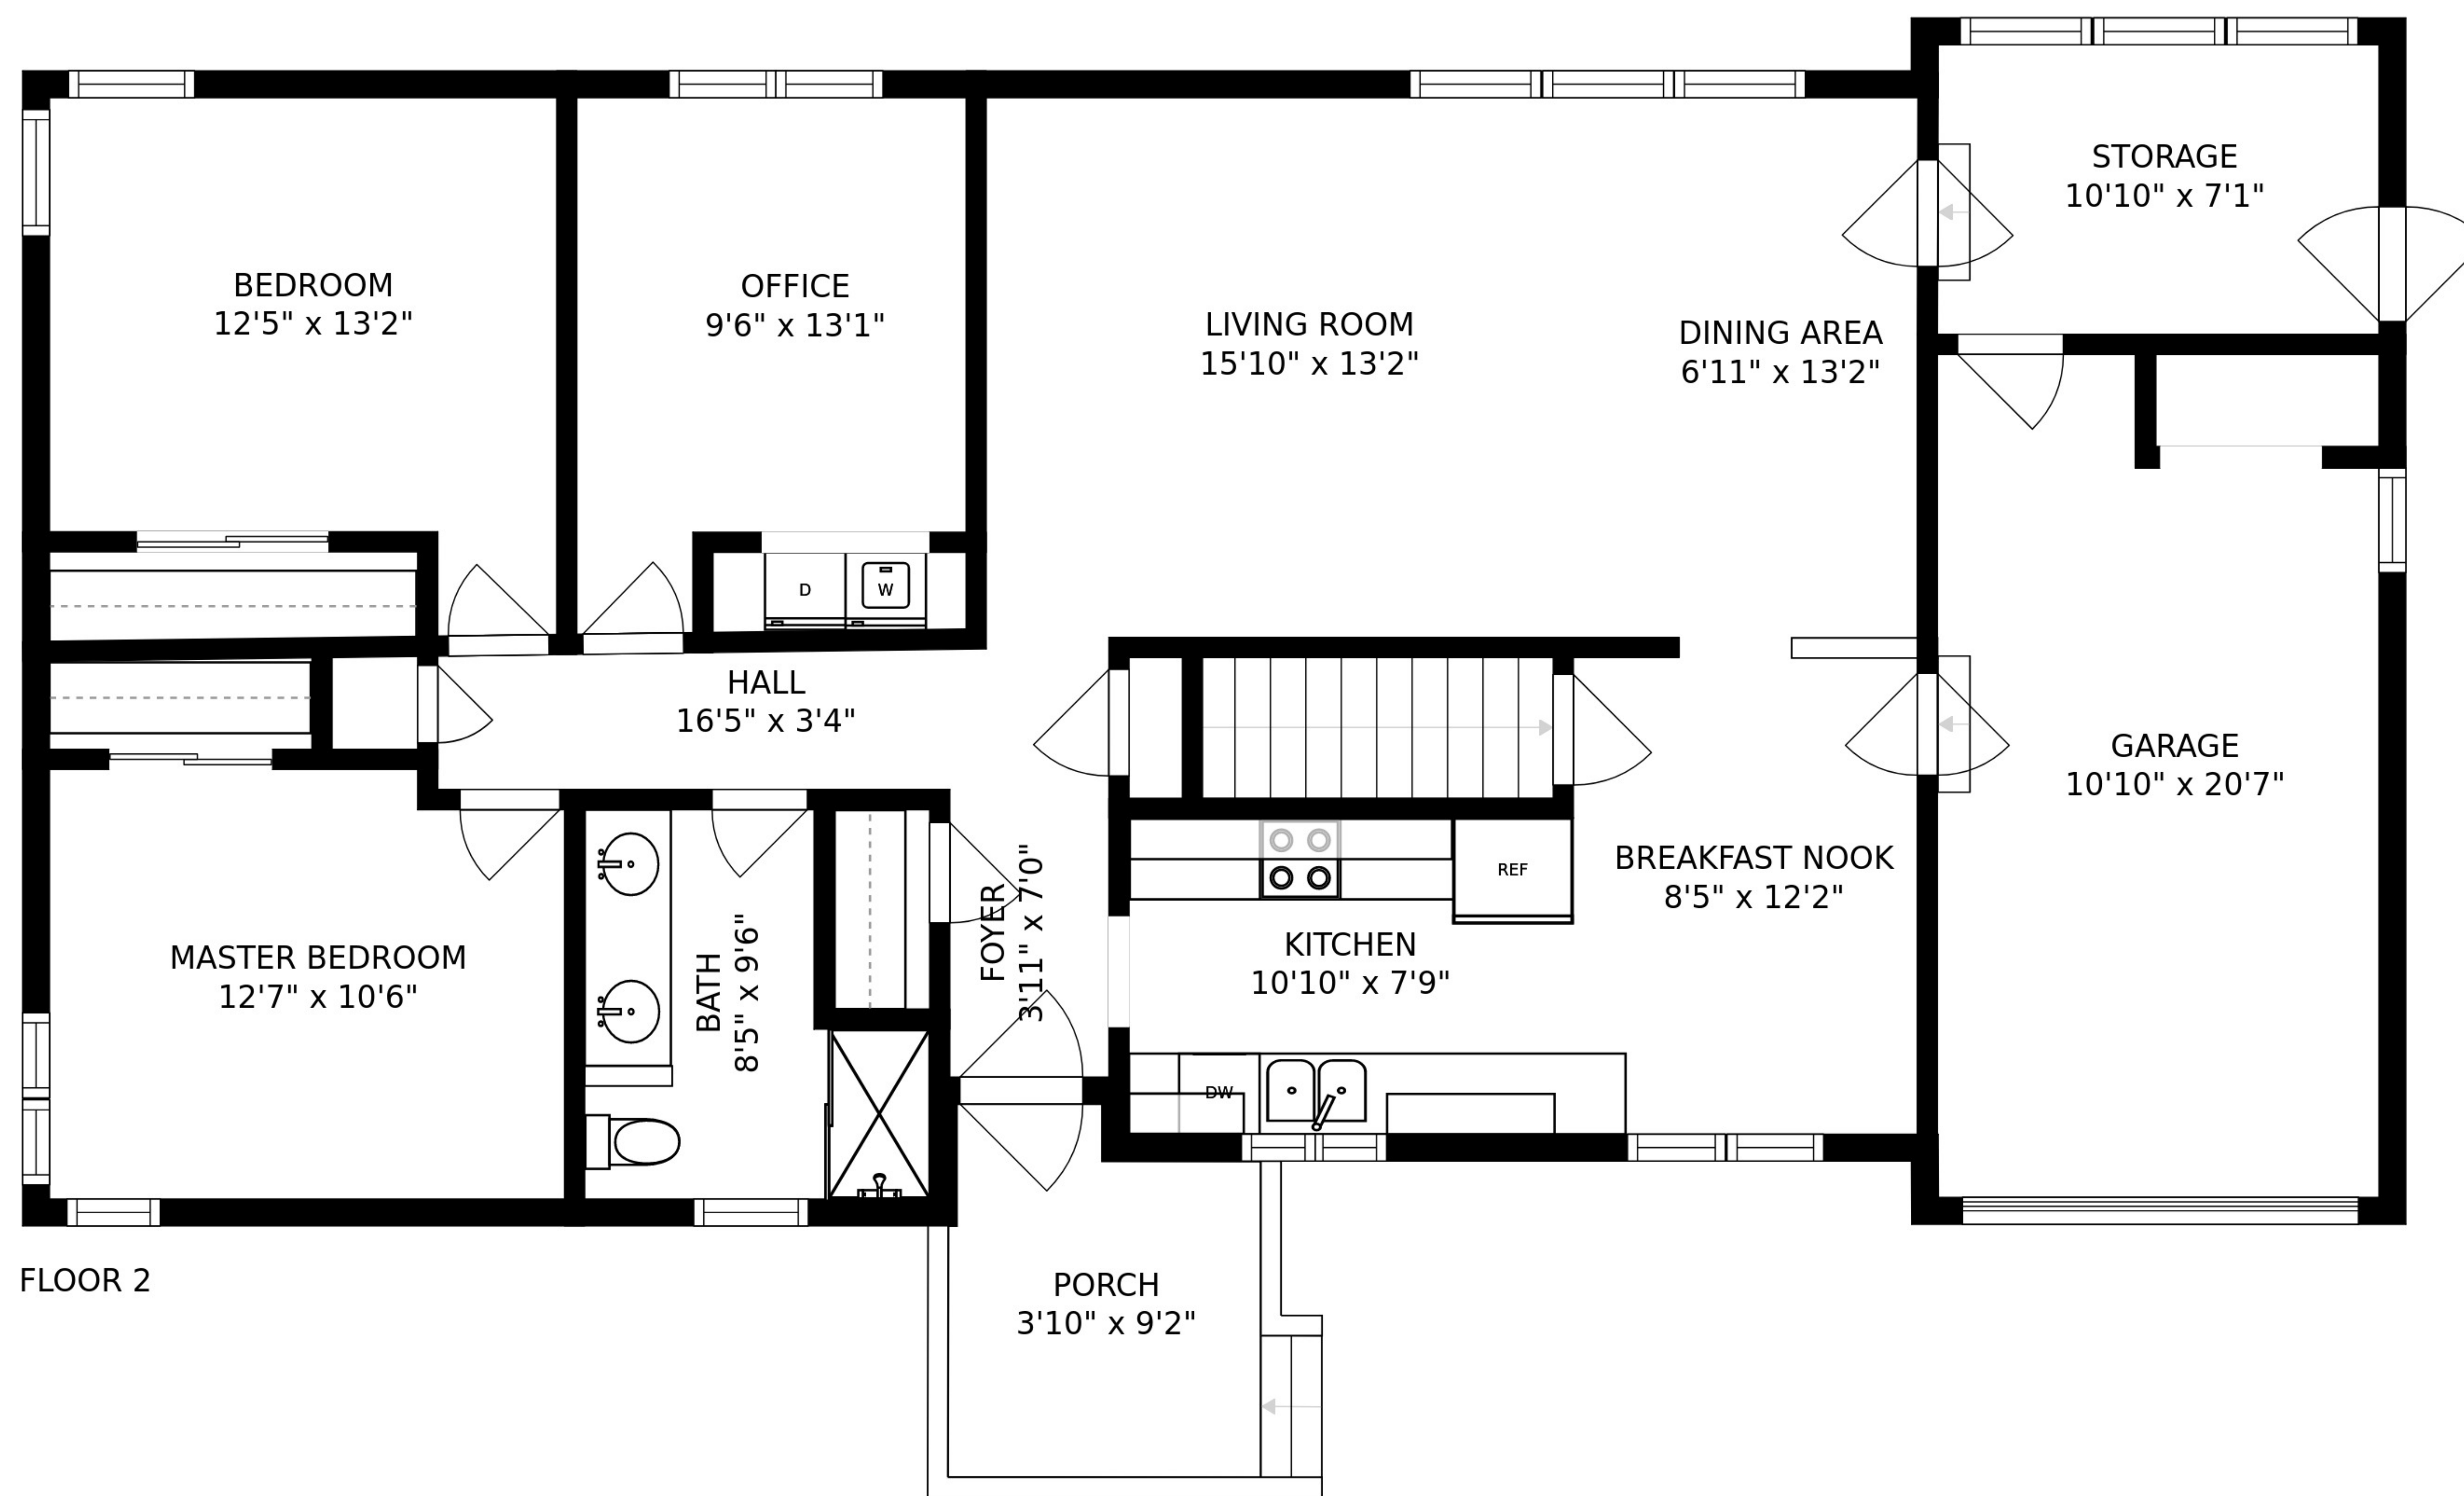 STORAGE
10'10" x 7'1"
BEDROOM
12'5" x 13'2"
OFFICE
9'6" x 13'1"
LIVING ROOM
15'10" x 13'2"
DINING AREA
6'11" x 13'2"
D
W
HALL
16'5" x 3'4"
GARAGE
10'10" x 20'7"
REF
BREAKFAST NOOK
8'5" x 12'2"
FOYER
3'11" x 7'0"
KITCHEN
10'10" x 7'9"
MASTER BEDROOM
12'7" x 10'6"
BATH
8'5" x 9'6"
DW
FLOOR 2
PORCH
3'10" x 9'2"